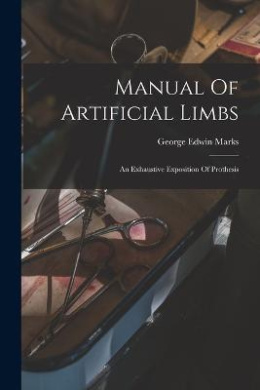 Manual Of
Artificial Limbs
George Edwin Marks
An Exhaustive Exposition Of Prothesis